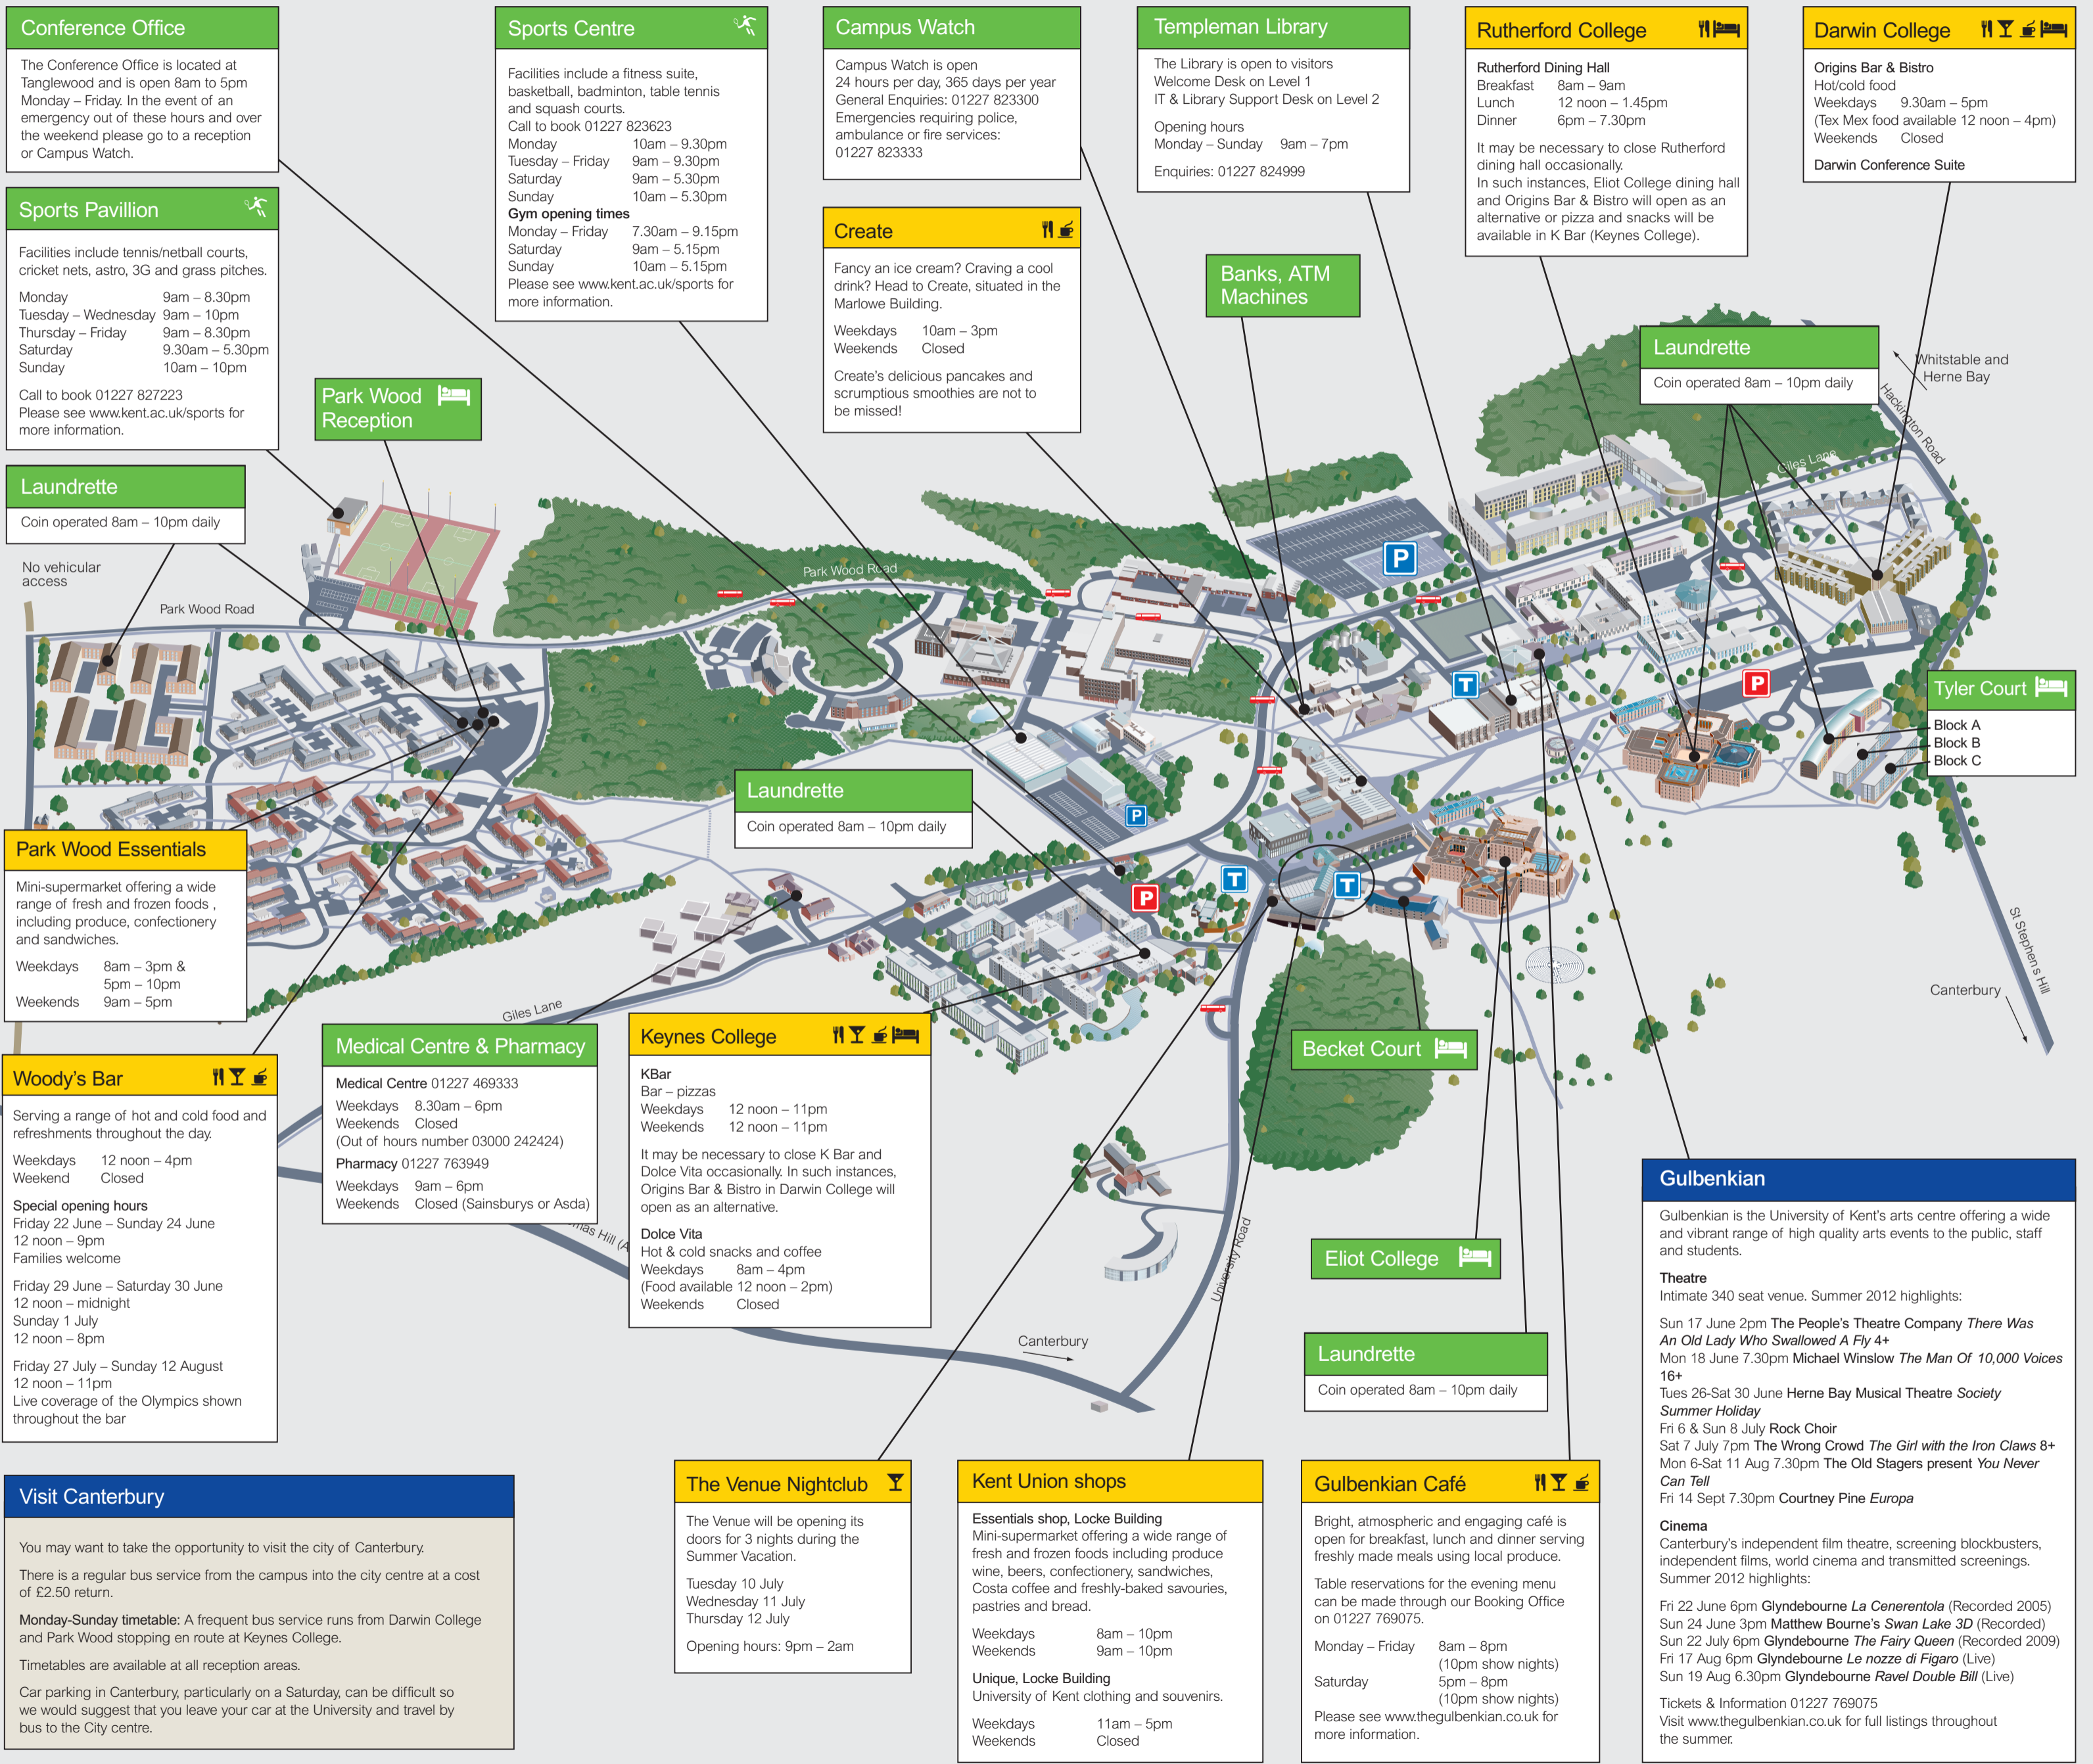 Conference Office
The Conference Office is located at
Tanglewood and is open 8am to 5pm
Monday – Friday. In the event of an
emergency out of these hours and over
the weekend please go to a reception
or Campus Watch.
Sports Pavillion
Facilities include tennis/netball courts,
cricket nets, astro, 3G and grass pitches.
Monday 9am – 8.30pm
Tuesday – Wednesday 9am – 10pm
Thursday – Friday 9am – 8.30pm
Saturday 9.30am – 5.30pm
Sunday 10am – 10pm
Call to book 01227 827223
Please see www.kent.ac.uk/sports for
more information.
Laundrette
Coin operated 8am – 10pm daily
Park Wood
Reception
Sports Centre
Facilities include a fitness suite,
basketball, badminton, table tennis
and squash courts.
Call to book 01227 823623
Monday 10am – 9.30pm
Tuesday – Friday 9am – 9.30pm
Saturday 9am – 5.30pm
Sunday 10am – 5.30pm
Gym opening times
Monday – Friday 7.30am – 9.15pm
Saturday 9am – 5.15pm
Sunday 10am – 5.15pm
Please see www.kent.ac.uk/sports for
more information.
Campus Watch
Campus Watch is open
24 hours per day, 365 days per year
General Enquiries: 01227 823300
Emergencies requiring police,
ambulance or fire services:
01227 823333
Create
Fancy an ice cream? Craving a cool
drink? Head to Create, situated in the
Marlowe Building.
Weekdays 10am – 3pm
Weekends Closed
Create's delicious pancakes and
scrumptious smoothies are not to
be missed!
Templeman Library
The Library is open to visitors
Welcome Desk on Level 1
IT & Library Support Desk on Level 2
Opening hours
Monday – Sunday 9am – 7pm
Enquiries: 01227 824999
Banks, ATM
Machines
Rutherford College
Rutherford Dining Hall
Breakfast 8am – 9am
Lunch 12 noon – 1.45pm
Dinner 6pm – 7.30pm
It may be necessary to close Rutherford
dining hall occasionally.
In such instances, Eliot College dining hall
and Origins Bar & Bistro will open as an
alternative or pizza and snacks will be
available in K Bar (Keynes College).
Darwin College
Origins Bar & Bistro
Hot/cold food
Weekdays 9.30am – 5pm
(Tex Mex food available 12 noon – 4pm)
Weekends Closed
Darwin Conference Suite
Laundrette
Coin operated 8am – 10pm daily
Whitstable and
Herne Bay
Hackington Road
Giles Lane
No vehicular
access
Park Wood Road
Park Wood Road
P
T
P
Tyler Court
Block A
Block B
Block C
Laundrette
Coin operated 8am – 10pm daily
P
P
T
T
Park Wood Essentials
Mini-supermarket offering a wide
range of fresh and frozen foods ,
including produce, confectionery
and sandwiches.
Weekdays 8am – 3pm &
5pm – 10pm
Weekends 9am – 5pm
Giles Lane
St Stephen's Hill
Canterbury
Woody's Bar
Serving a range of hot and cold food and
refreshments throughout the day.
Weekdays 12 noon – 4pm
Weekend Closed
Special opening hours
Friday 22 June – Sunday 24 June
12 noon – 9pm
Families welcome
Friday 29 June – Saturday 30 June
12 noon – midnight
Sunday 1 July
12 noon – 8pm
Friday 27 July – Sunday 12 August
12 noon – 11pm
Live coverage of the Olympics shown
throughout the bar
Medical Centre & Pharmacy
Medical Centre 01227 469333
Weekdays 8.30am – 6pm
Weekends Closed
(Out of hours number 03000 242424)
Pharmacy 01227 763949
Weekdays 9am – 6pm
Weekends Closed (Sainsburys or Asda)
mas Hill (A
Keynes College
KBar
Bar – pizzas
Weekdays 12 noon – 11pm
Weekends 12 noon – 11pm
It may be necessary to close K Bar and
Dolce Vita occasionally. In such instances,
Origins Bar & Bistro in Darwin College will
open as an alternative.
Dolce Vita
Hot & cold snacks and coffee
Weekdays 8am – 4pm
(Food available 12 noon – 2pm)
Weekends Closed
Becket Court
University Road
Canterbury
Eliot College
Laundrette
Coin operated 8am – 10pm daily
Visit Canterbury
You may want to take the opportunity to visit the city of Canterbury.
There is a regular bus service from the campus into the city centre at a cost
of £2.50 return.
Monday-Sunday timetable: A frequent bus service runs from Darwin College
and Park Wood stopping en route at Keynes College.
Timetables are available at all reception areas.
Car parking in Canterbury, particularly on a Saturday, can be difficult so
we would suggest that you leave your car at the University and travel by
bus to the City centre.
The Venue Nightclub
The Venue will be opening its
doors for 3 nights during the
Summer Vacation.
Tuesday 10 July
Wednesday 11 July
Thursday 12 July
Opening hours: 9pm – 2am
Kent Union shops
Essentials shop, Locke Building
Mini-supermarket offering a wide range of
fresh and frozen foods including produce
wine, beers, confectionery, sandwiches,
Costa coffee and freshly-baked savouries,
pastries and bread.
Weekdays 8am – 10pm
Weekends 9am – 10pm
Unique, Locke Building
University of Kent clothing and souvenirs.
Weekdays 11am – 5pm
Weekends Closed
Gulbenkian Café
Bright, atmospheric and engaging café is
open for breakfast, lunch and dinner serving
freshly made meals using local produce.
Table reservations for the evening menu
can be made through our Booking Office
on 01227 769075.
Monday – Friday 8am – 8pm
(10pm show nights)
Saturday 5pm – 8pm
(10pm show nights)
Please see www.thegulbenkian.co.uk for
more information.
Gulbenkian
Gulbenkian is the University of Kent's arts centre offering a wide
and vibrant range of high quality arts events to the public, staff
and students.
Theatre
Intimate 340 seat venue. Summer 2012 highlights:
Sun 17 June 2pm The People's Theatre Company There Was
An Old Lady Who Swallowed A Fly 4+
Mon 18 June 7.30pm Michael Winslow The Man Of 10,000 Voices
16+
Tues 26-Sat 30 June Herne Bay Musical Theatre Society
Summer Holiday
Fri 6 & Sun 8 July Rock Choir
Sat 7 July 7pm The Wrong Crowd The Girl with the Iron Claws 8+
Mon 6-Sat 11 Aug 7.30pm The Old Stagers present You Never
Can Tell
Fri 14 Sept 7.30pm Courtney Pine Europa
Cinema
Canterbury's independent film theatre, screening blockbusters,
independent films, world cinema and transmitted screenings.
Summer 2012 highlights:
Fri 22 June 6pm Glyndebourne La Cenerentola (Recorded 2005)
Sun 24 June 3pm Matthew Bourne's Swan Lake 3D (Recorded)
Sun 22 July 6pm Glyndebourne The Fairy Queen (Recorded 2009)
Fri 17 Aug 6pm Glyndebourne Le nozze di Figaro (Live)
Sun 19 Aug 6.30pm Glyndebourne Ravel Double Bill (Live)
Tickets & Information 01227 769075
Visit www.thegulbenkian.co.uk for full listings throughout
the summer.